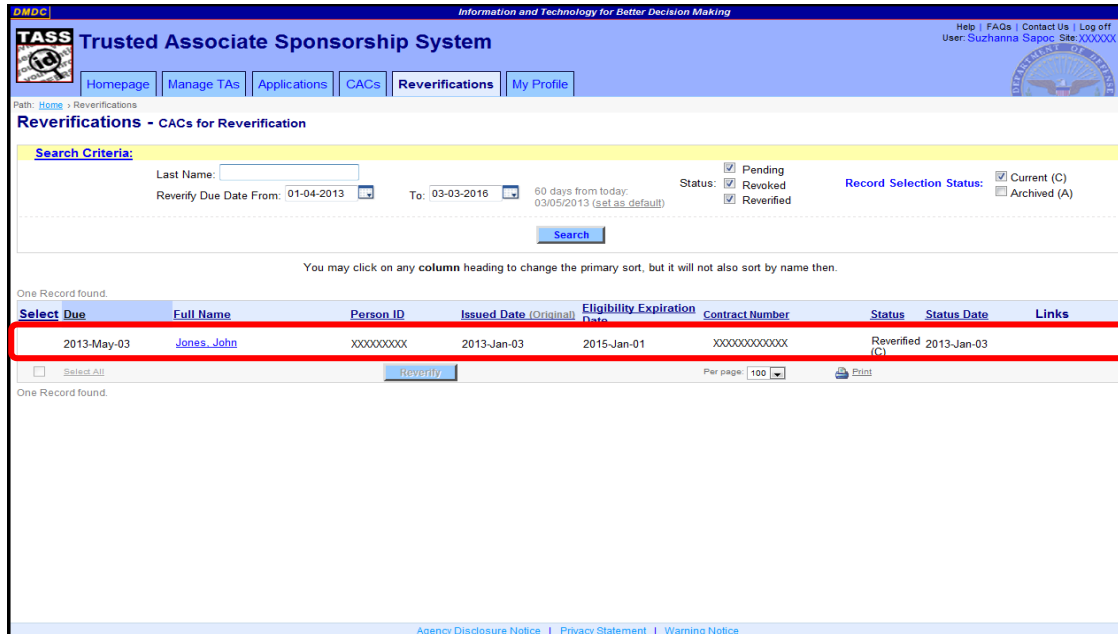 DMDC
Information and Technology for Better Decision Making
Help | FAQs | Contact Us | Log off
User: Suzhanna Sapoc Site:XXXXXX
TASS
Trusted Associate Sponsorship System
Homepage Manage TAs Applications CACs Reverifications My Profile
Path: Home › Reverifications
Reverifications - CACs for Reverification
Search Criteria:
Last Name:
Reverify Due Date From: 01-04-2013 To: 03-03-2016
60 days from today:
03/05/2013 (set as default)
Status:
Pending
Revoked
Reverified
Record Selection Status:
Current (C)
Archived (A)
Search
You may click on any column heading to change the primary sort, but it will not also sort by name then.
One Record found.
Select Due Full Name Person ID Issued Date (Original) Eligibility Expiration Date Contract Number Status Status Date Links
2013-May-03 Jones, John XXXXXXXXX 2013-Jan-03 2015-Jan-01 XXXXXXXXXXXX Reverified (C) 2013-Jan-03
Select All Reverify Per page: 100 Print
One Record found.
Agency Disclosure Notice | Privacy Statement | Warning Notice